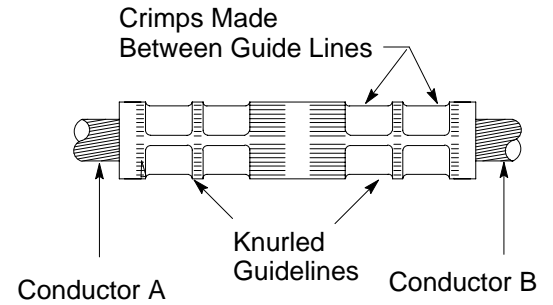 Crimps Made
Between Guide Lines
Knurled
Guidelines
Conductor A
Conductor B